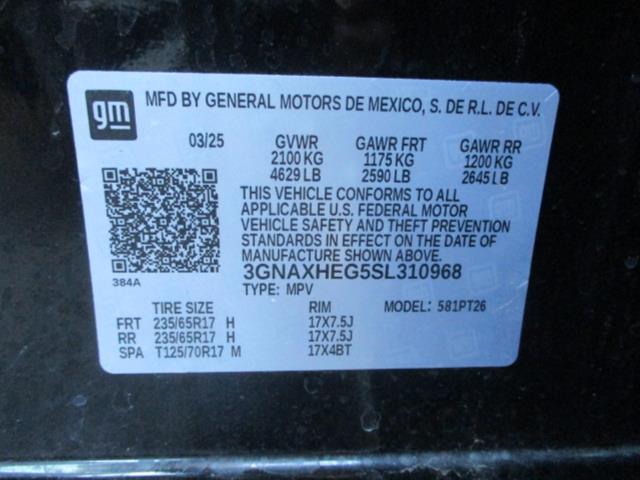 gm MFD BY GENERAL MOTORS DE MEXICO, S. DE R.L. DE C.V.
03/25 GVWR GAWR FRT GAWR RR
2100 KG 1175 KG 1200 KG
4629 LB 2590 LB 2645 LB
THIS VEHICLE CONFORMS TO ALL
APPLICABLE U.S. FEDERAL MOTOR
VEHICLE SAFETY AND THEFT PREVENTION
STANDARDS IN EFFECT ON THE DATE OF
MANUFACTURE SHOWN ABOVE.
384A 3GNAXHEG5SL310968
TYPE: MPV
TIRE SIZE RIM MODEL: 581PT26
FRT 235/65R17 H 17X7.5J
RR 235/65R17 H 17X7.5J
SPA T125/70R17 M 17X4BT